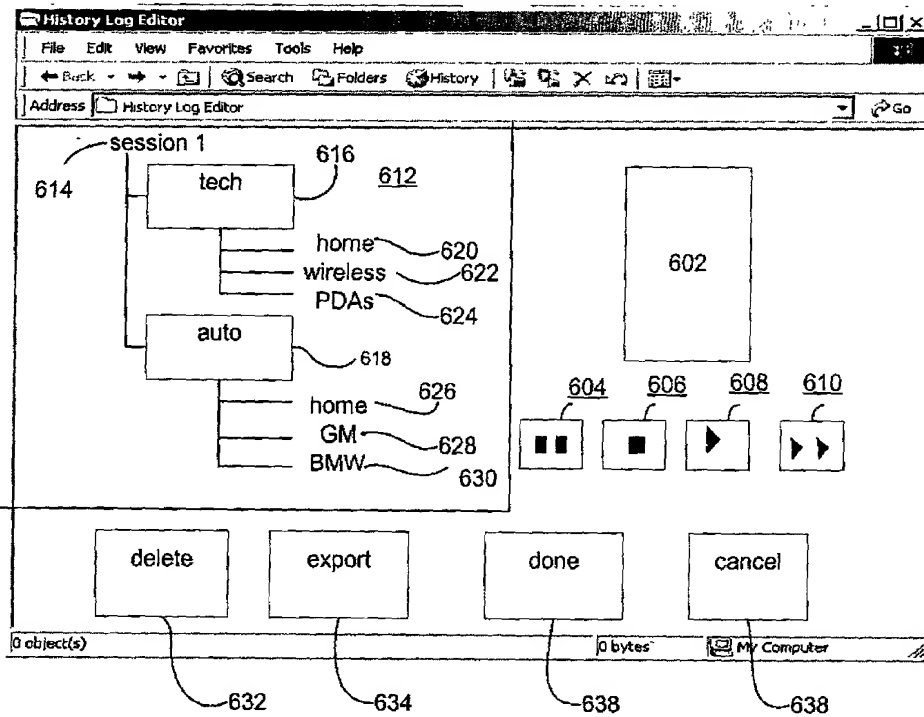 History Log Editor
File Edit View Favorites Tools Help
Back Search Folders History
Address History Log Editor Go
session 1
614
tech
616
612
home 620
wireless 622
PDAs 624
auto
618
home 626
GM 628
BMW 630
602
604 606 608 610
delete export done cancel
0 object(s) 0 bytes My Computer
632 634 638 638